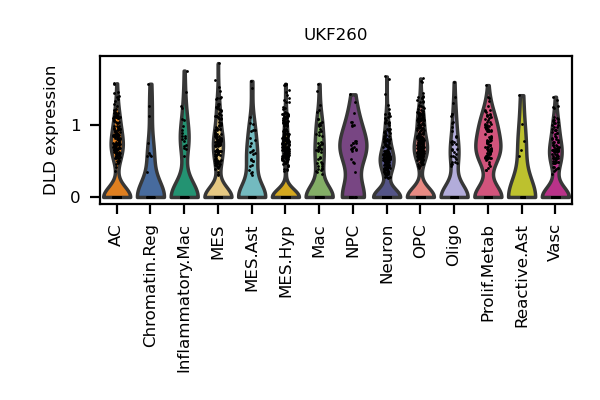 UKF260
DLD expression
1
0
AC
Chromatin.Reg
Inflammatory.Mac
MES
MES.Ast
MES.Hyp
Mac
NPC
Neuron
OPC
Oligo
Prolif.Metab
Reactive.Ast
Vasc